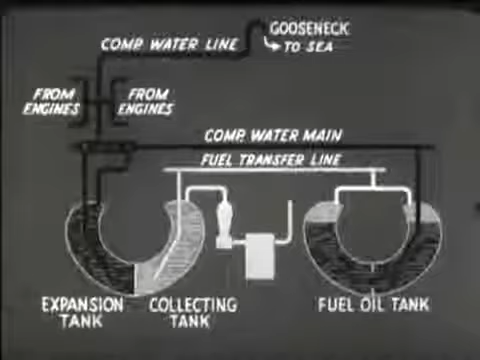 GOOSENECK
TO SEA
COMP. WATER LINE
FROM
ENGINES
FROM
ENGINES
COMP. WATER MAIN
FUEL TRANSFER LINE
EXPANSION
TANK
COLLECTING
TANK
FUEL OIL TANK